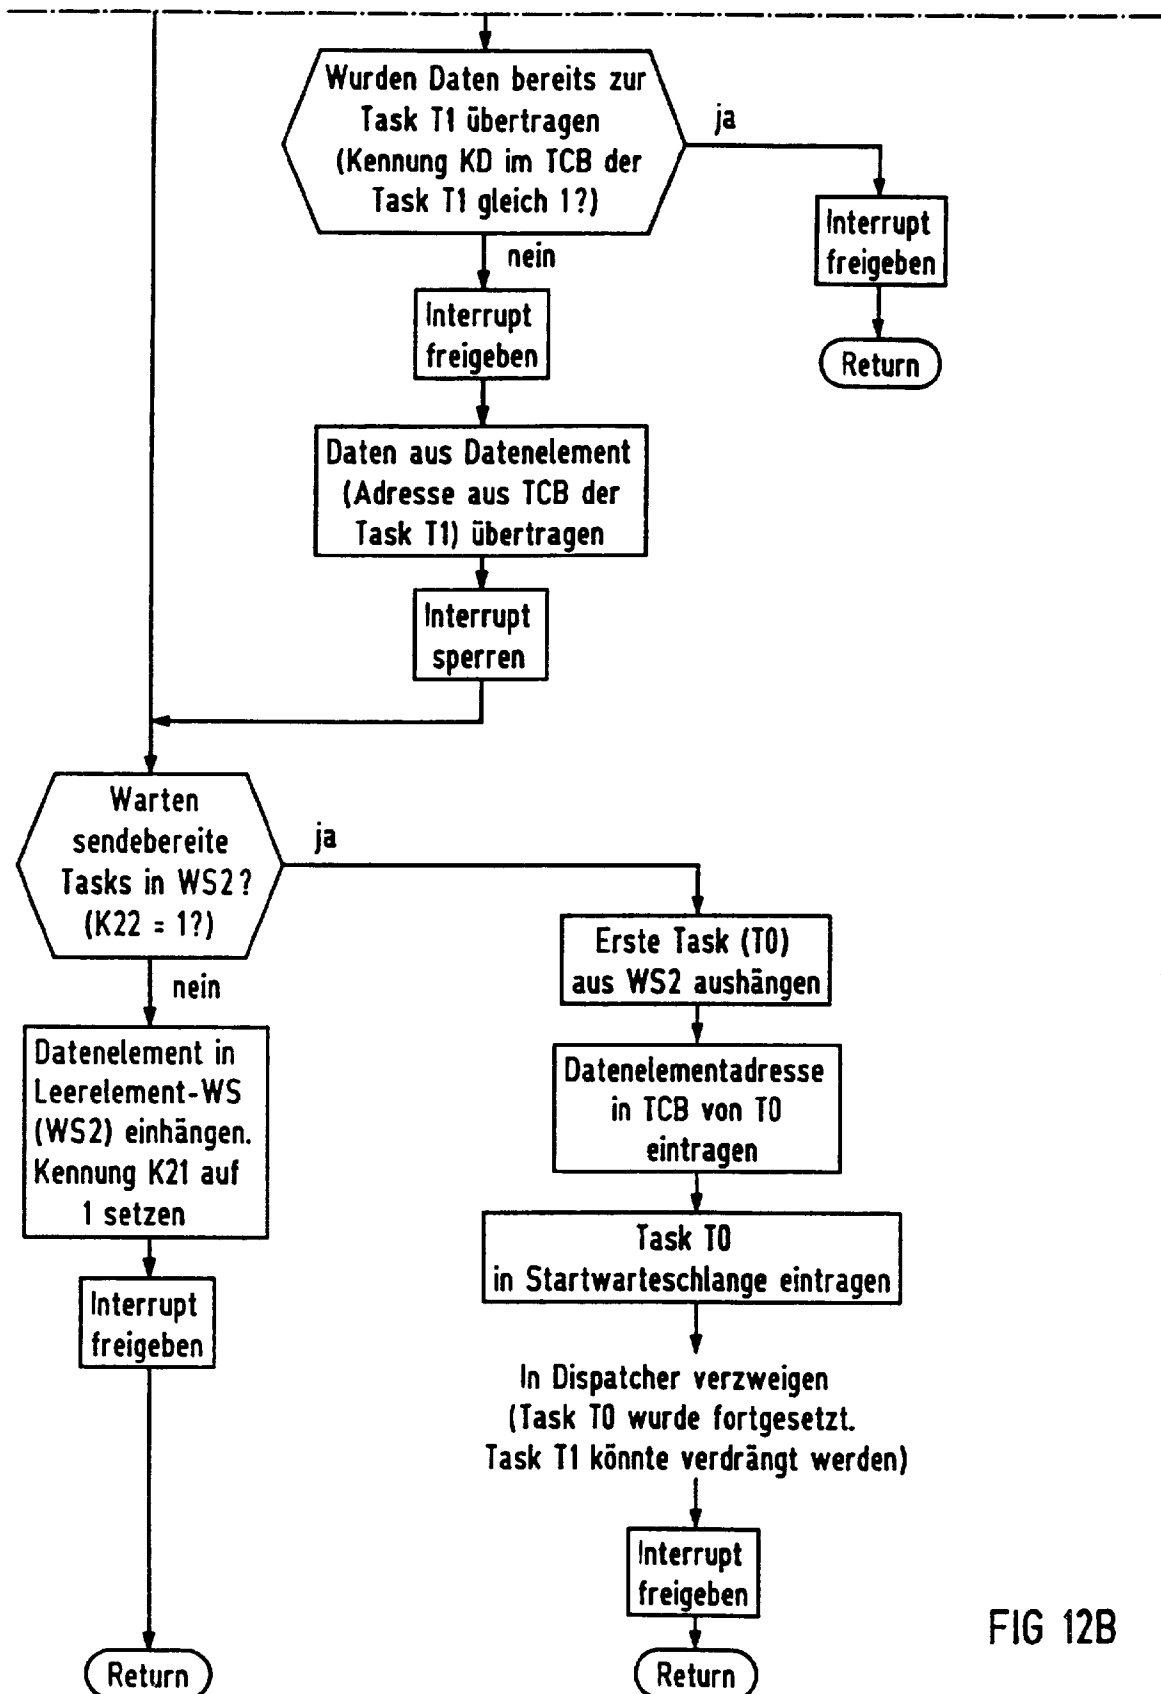 Wurden Daten bereits zur
Task T1 übertragen
(Kennung KD im TCB der
Task T1 gleich 1?)
ja
Interrupt
freigeben
Return
nein
Interrupt
freigeben
Daten aus Datenelement
(Adresse aus TCB der
Task T1) übertragen
Interrupt
sperren
Warten
sendebereite
Tasks in WS2?
(K22 = 1?)
ja
nein
Datenelement in
Leerelement-WS
(WS2) einhängen.
Kennung K21 auf
1 setzen
Interrupt
freigeben
Return
Erste Task (T0)
aus WS2 aushängen
Datenelementadresse
in TCB von T0
eintragen
Task T0
in Startwarteschlange eintragen
In Dispatcher verzweigen
(Task T0 wurde fortgesetzt.
Task T1 könnte verdrängt werden)
Interrupt
freigeben
Return
FIG 12B